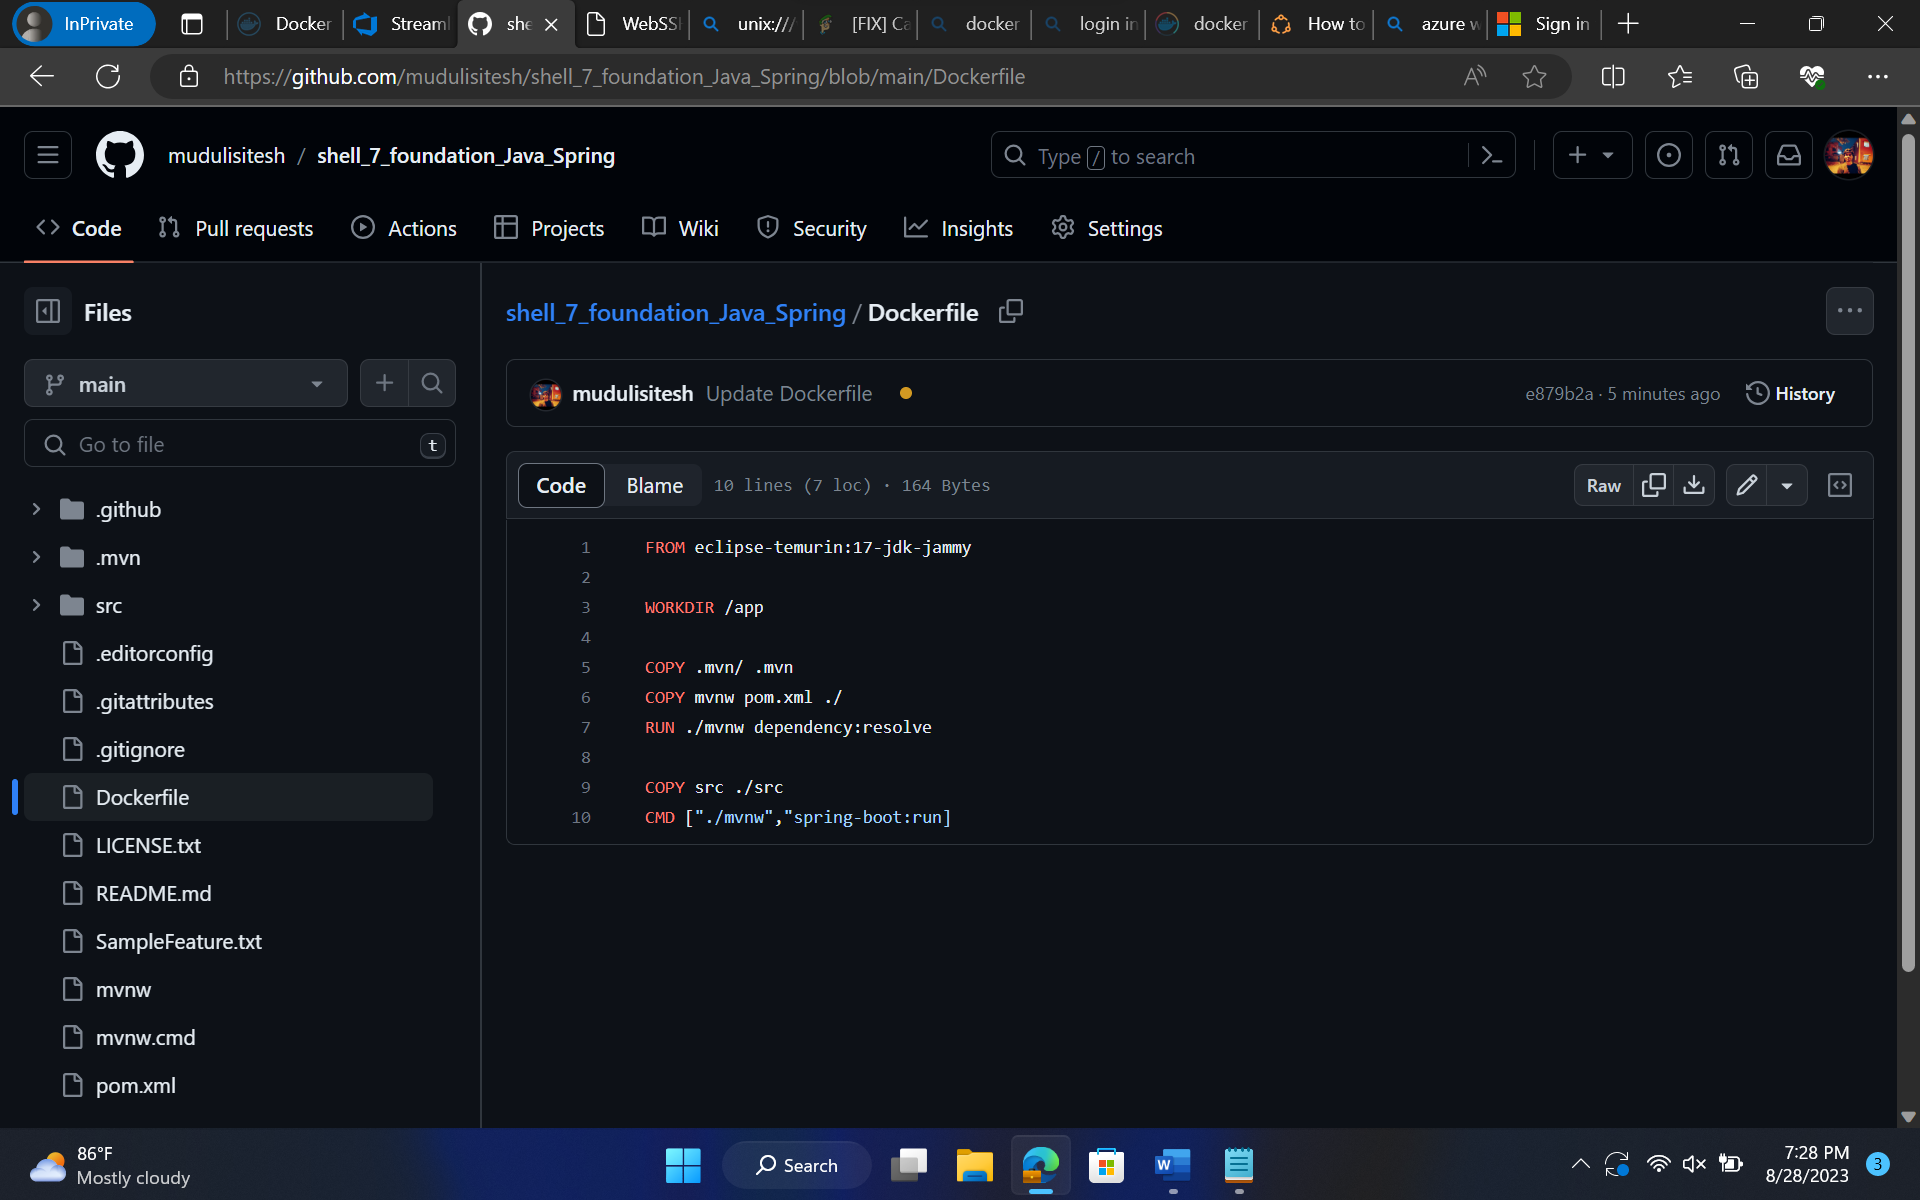 InPrivate
Docker
Streaml
she
WebSSH
unix:///
[FIX] Ca
docker
login in
docker
How to
azure w
Sign in
https://github.com/mudulisitesh/shell_7_foundation_Java_Spring/blob/main/Dockerfile
mudulisitesh / shell_7_foundation_Java_Spring
Type / to search
Code
Pull requests
Actions
Projects
Wiki
Security
Insights
Settings
Files
main
Go to file
t
.github
.mvn
src
.editorconfig
.gitattributes
.gitignore
Dockerfile
LICENSE.txt
README.md
SampleFeature.txt
mvnw
mvnw.cmd
pom.xml
shell_7_foundation_Java_Spring / Dockerfile
mudulisitesh Update Dockerfile
e879b2a · 5 minutes ago
History
Code
Blame
10 lines (7 loc) · 164 Bytes
Raw
1 FROM eclipse-temurin:17-jdk-jammy
2
3 WORKDIR /app
4
5 COPY .mvn/ .mvn
6 COPY mvnw pom.xml ./
7 RUN ./mvnw dependency:resolve
8
9 COPY src ./src
10 CMD ["./mvnw","spring-boot:run]
86°F
Mostly cloudy
Search
7:28 PM
8/28/2023
3